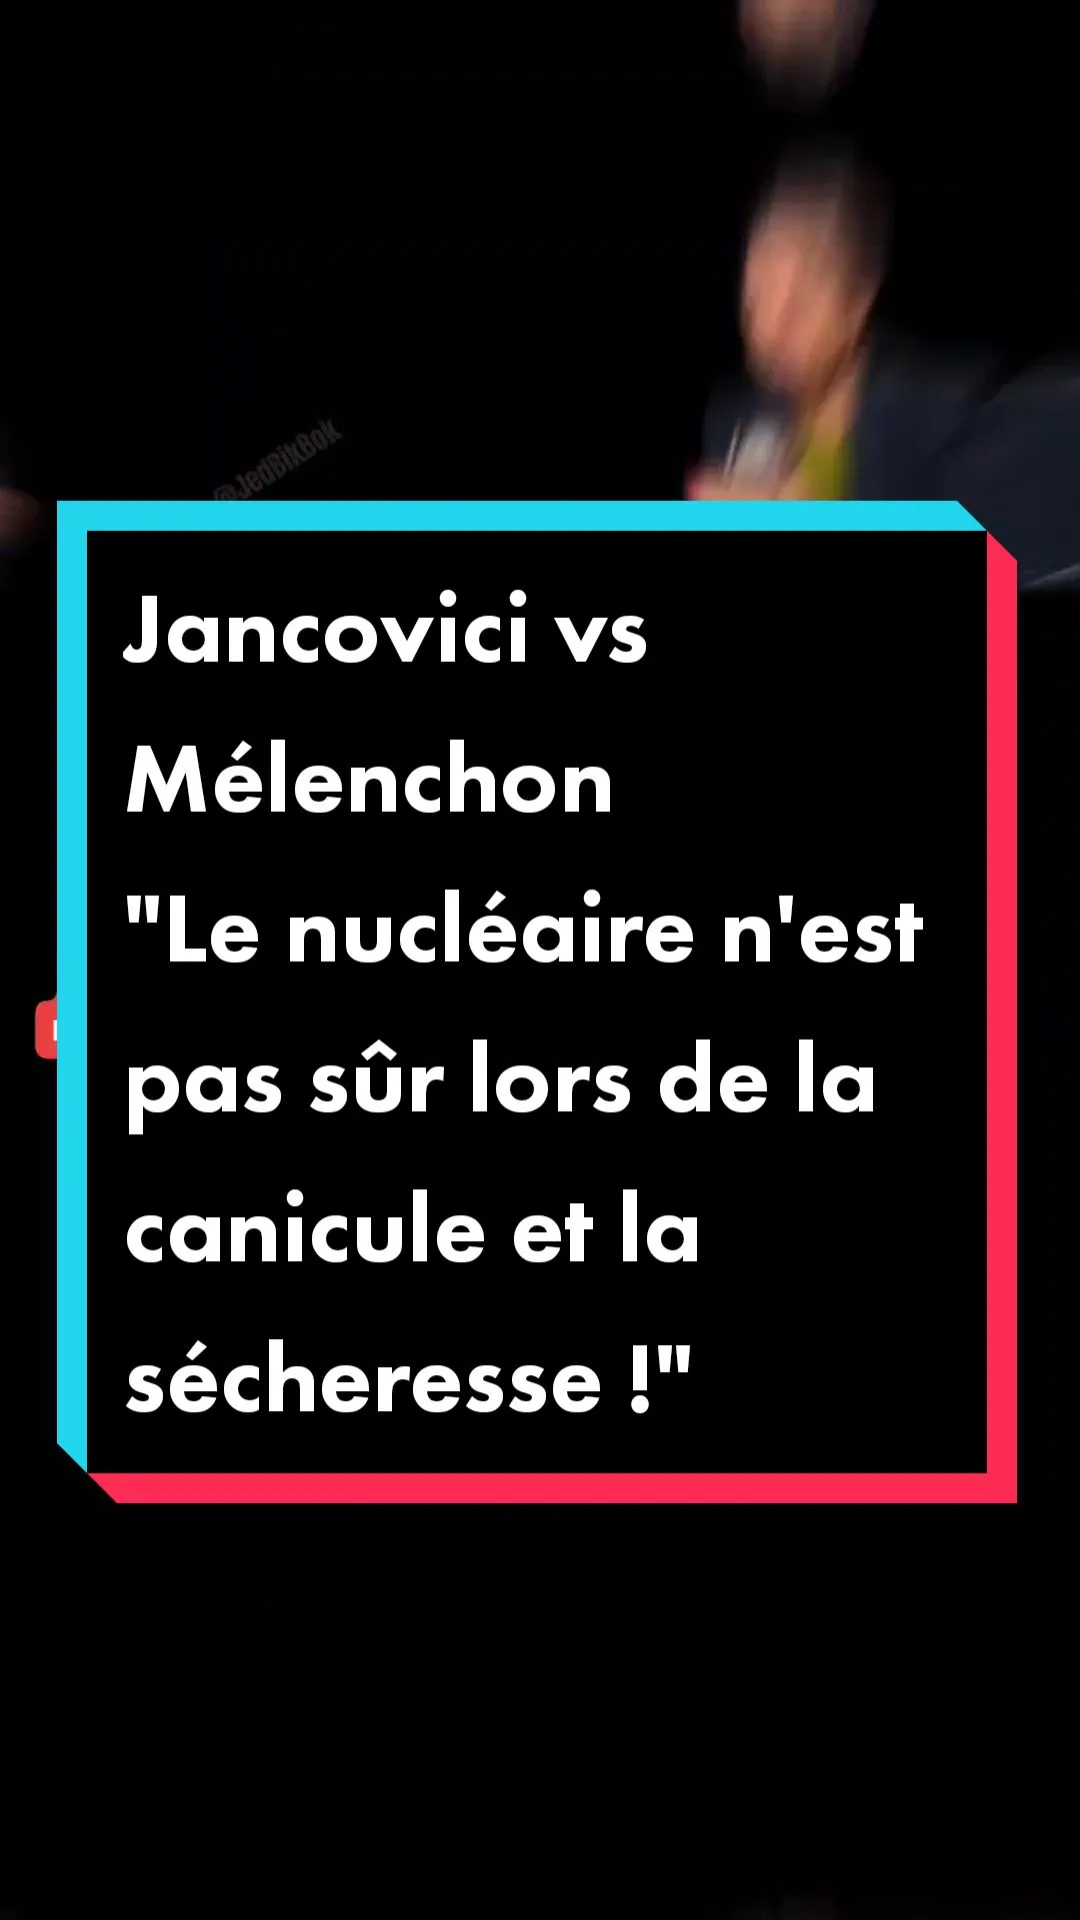 @JedBikBok
Jancovici vs
Mélenchon
"Le nucléaire n'est
pas sûr lors de la
canicule et la
sécheresse !"